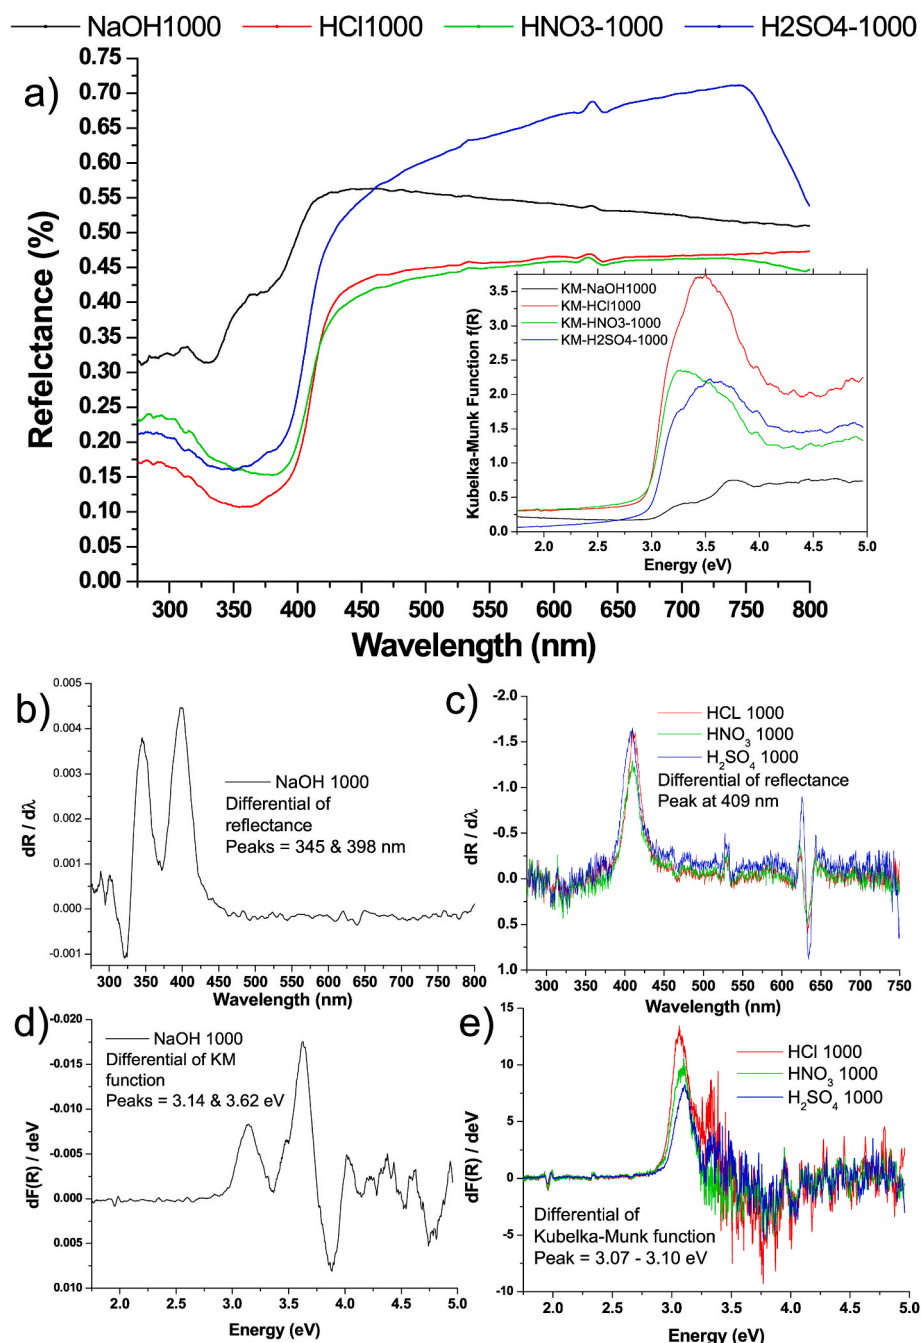 NaOH1000 HCl1000 HNO3-1000 H2SO4-1000
a)
Refelctance (%)
0.75
0.70
0.65
0.60
0.55
0.50
0.45
0.40
0.35
0.30
0.25
0.20
0.15
0.10
0.05
0.00
300 350 400 450 500 550 600 650 700 750 800
Wavelength (nm)
Kubelka-Munk Function f(R)
3.5
3.0
2.5
2.0
1.5
1.0
0.5
0.0
KM-NaOH1000
KM-HCl1000
KM-HNO3-1000
KM-H2SO4-1000
2.0 2.5 3.0 3.5 4.0 4.5 5.0
Energy (eV)
b)
dR / dλ
0.005
0.004
0.003
0.002
0.001
0.000
-0.001
NaOH 1000
Differential of
reflectance
Peaks = 345 & 398 nm
300 350 400 450 500 550 600 650 700 750 800
Wavelength (nm)
c)
dR / dλ
-2.0
-1.5
-1.0
-0.5
0.0
0.5
1.0
HCL 1000
HNO3 1000
H2SO4 1000
Differential of reflectance
Peak at 409 nm
300 350 400 450 500 550 600 650 700 750
Wavelength (nm)
d)
dF(R) / deV
-0.020
-0.015
-0.010
-0.005
0.000
0.005
0.010
NaOH 1000
Differential of KM
function
Peaks = 3.14 & 3.62 eV
2.0 2.5 3.0 3.5 4.0 4.5 5.0
Energy (eV)
e)
dF(R) / deV
15
10
5
0
-5
-10
HCl 1000
HNO3 1000
H2SO4 1000
Differential of
Kubelka-Munk function
Peak = 3.07 - 3.10 eV
2.0 2.5 3.0 3.5 4.0 4.5 5.0
Energy (eV)